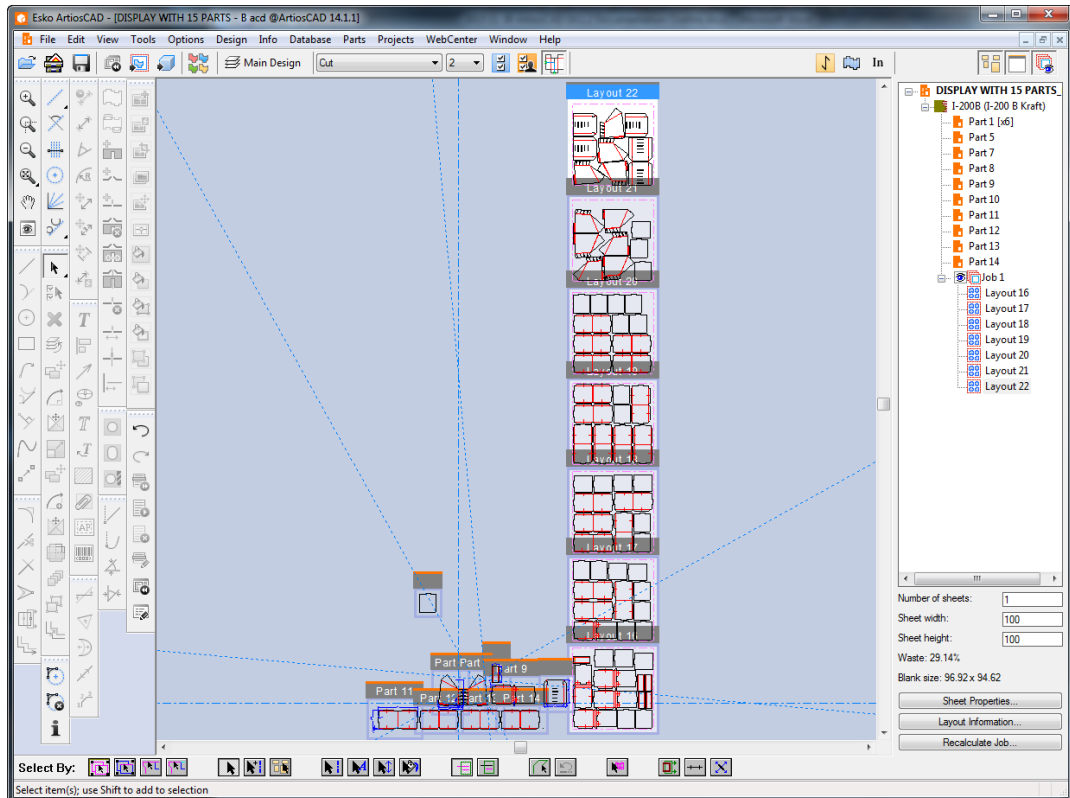 Esko ArtiosCAD - [DISPLAY WITH 15 PARTS - B acd @ArtiosCAD 14.1.1]
File Edit View Tools Options Design Info Database Parts Projects WebCenter Window Help
Main Design Cut 2 In
Layout 22
Layout 21
Layout 20
Layout 19
Layout 18
Layout 17
Layout 16
Part Part
Part 9
Part 11
Part 14
DISPLAY WITH 15 PARTS_
I-200B (I-200 B Kraft)
Part 1 [x6]
Part 5
Part 7
Part 8
Part 9
Part 10
Part 11
Part 12
Part 13
Part 14
Job 1
Layout 16
Layout 17
Layout 18
Layout 19
Layout 20
Layout 21
Layout 22
Number of sheets: 1
Sheet width: 100
Sheet height: 100
Waste: 29.14%
Blank size: 96.92 x 94.62
Sheet Properties...
Layout Information...
Recalculate Job...
Select By:
Select item(s); use Shift to add to selection